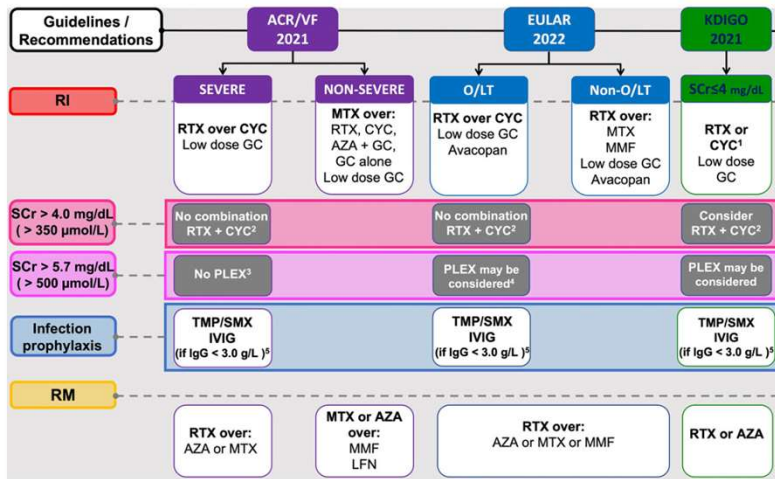 Guidelines /
Recommendations
ACR/VF
2021
EULAR
2022
KDIGO
2021
RI
SEVERE
RTX over CYC
Low dose GC
NON-SEVERE
MTX over:
RTX, CYC,
AZA + GC,
GC alone
Low dose GC
O/LT
RTX over CYC
Low dose GC
Avacopan
Non-O/LT
RTX over:
MTX
MMF
Low dose GC
Avacopan
SCr≤4 mg/dL
RTX or
CYC¹
Low dose
GC
SCr > 4.0 mg/dL
( > 350 µmol/L)
No combination
RTX + CYC²
No combination
RTX + CYC²
Consider
RTX + CYC²
SCr > 5.7 mg/dL
(> 500 µmol/L)
No PLEX³
PLEX may be
considered⁴
PLEX may be
considered
Infection
prophylaxis
TMP/SMX
IVIG
(if IgG < 3.0 g/L )⁵
TMP/SMX
IVIG
(if IgG < 3.0 g/L )⁵
TMP/SMX
IVIG
(if IgG < 3.0 g/L )⁵
RM
RTX over:
AZA or MTX
MTX or AZA
over:
MMF
LFN
RTX over:
AZA or MTX or MMF
RTX or AZA